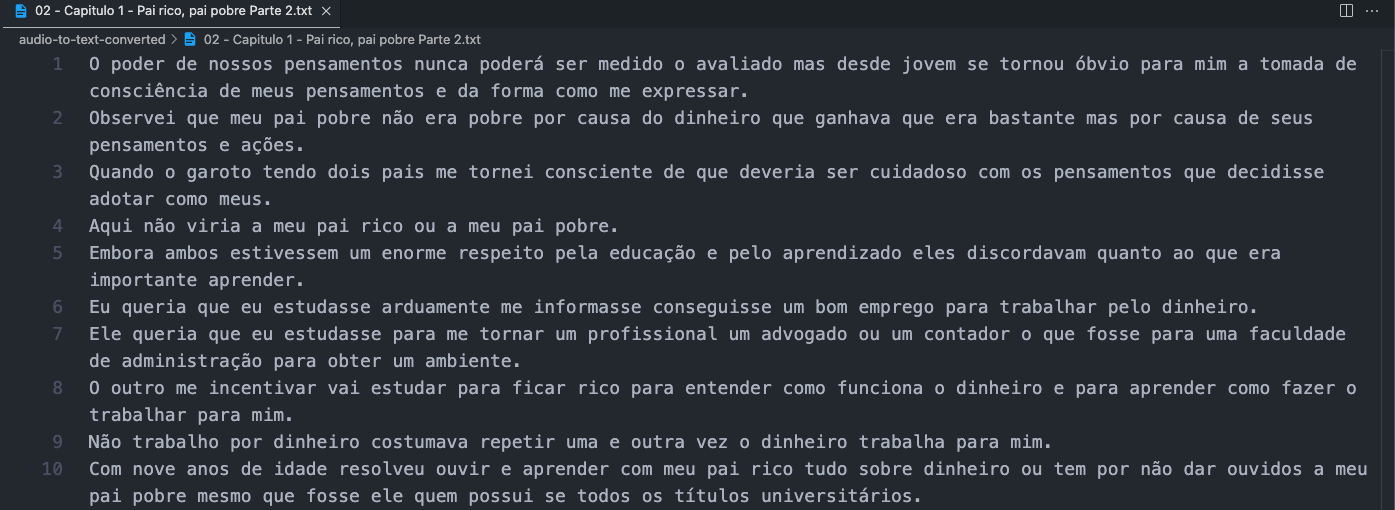 02 - Capitulo 1 - Pai rico, pai pobre Parte 2.txt
audio-to-text-converted > 02 - Capitulo 1 - Pai rico, pai pobre Parte 2.txt
1 O poder de nossos pensamentos nunca poderá ser medido o avaliado mas desde jovem se tornou óbvio para mim a tomada de
consciência de meus pensamentos e da forma como me expressar.
2 Observei que meu pai pobre não era pobre por causa do dinheiro que ganhava que era bastante mas por causa de seus
pensamentos e ações.
3 Quando o garoto tendo dois pais me tornei consciente de que deveria ser cuidadoso com os pensamentos que decidisse
adotar como meus.
4 Aqui não viria a meu pai rico ou a meu pai pobre.
5 Embora ambos estivessem um enorme respeito pela educação e pelo aprendizado eles discordavam quanto ao que era
importante aprender.
6 Eu queria que eu estudasse arduamente me informasse conseguisse um bom emprego para trabalhar pelo dinheiro.
7 Ele queria que eu estudasse para me tornar um profissional um advogado ou um contador o que fosse para uma faculdade
de administração para obter um ambiente.
8 O outro me incentivar vai estudar para ficar rico para entender como funciona o dinheiro e para aprender como fazer o
trabalhar para mim.
9 Não trabalho por dinheiro costumava repetir uma e outra vez o dinheiro trabalha para mim.
10 Com nove anos de idade resolveu ouvir e aprender com meu pai rico tudo sobre dinheiro ou tem por não dar ouvidos a meu
pai pobre mesmo que fosse ele quem possui se todos os títulos universitários.